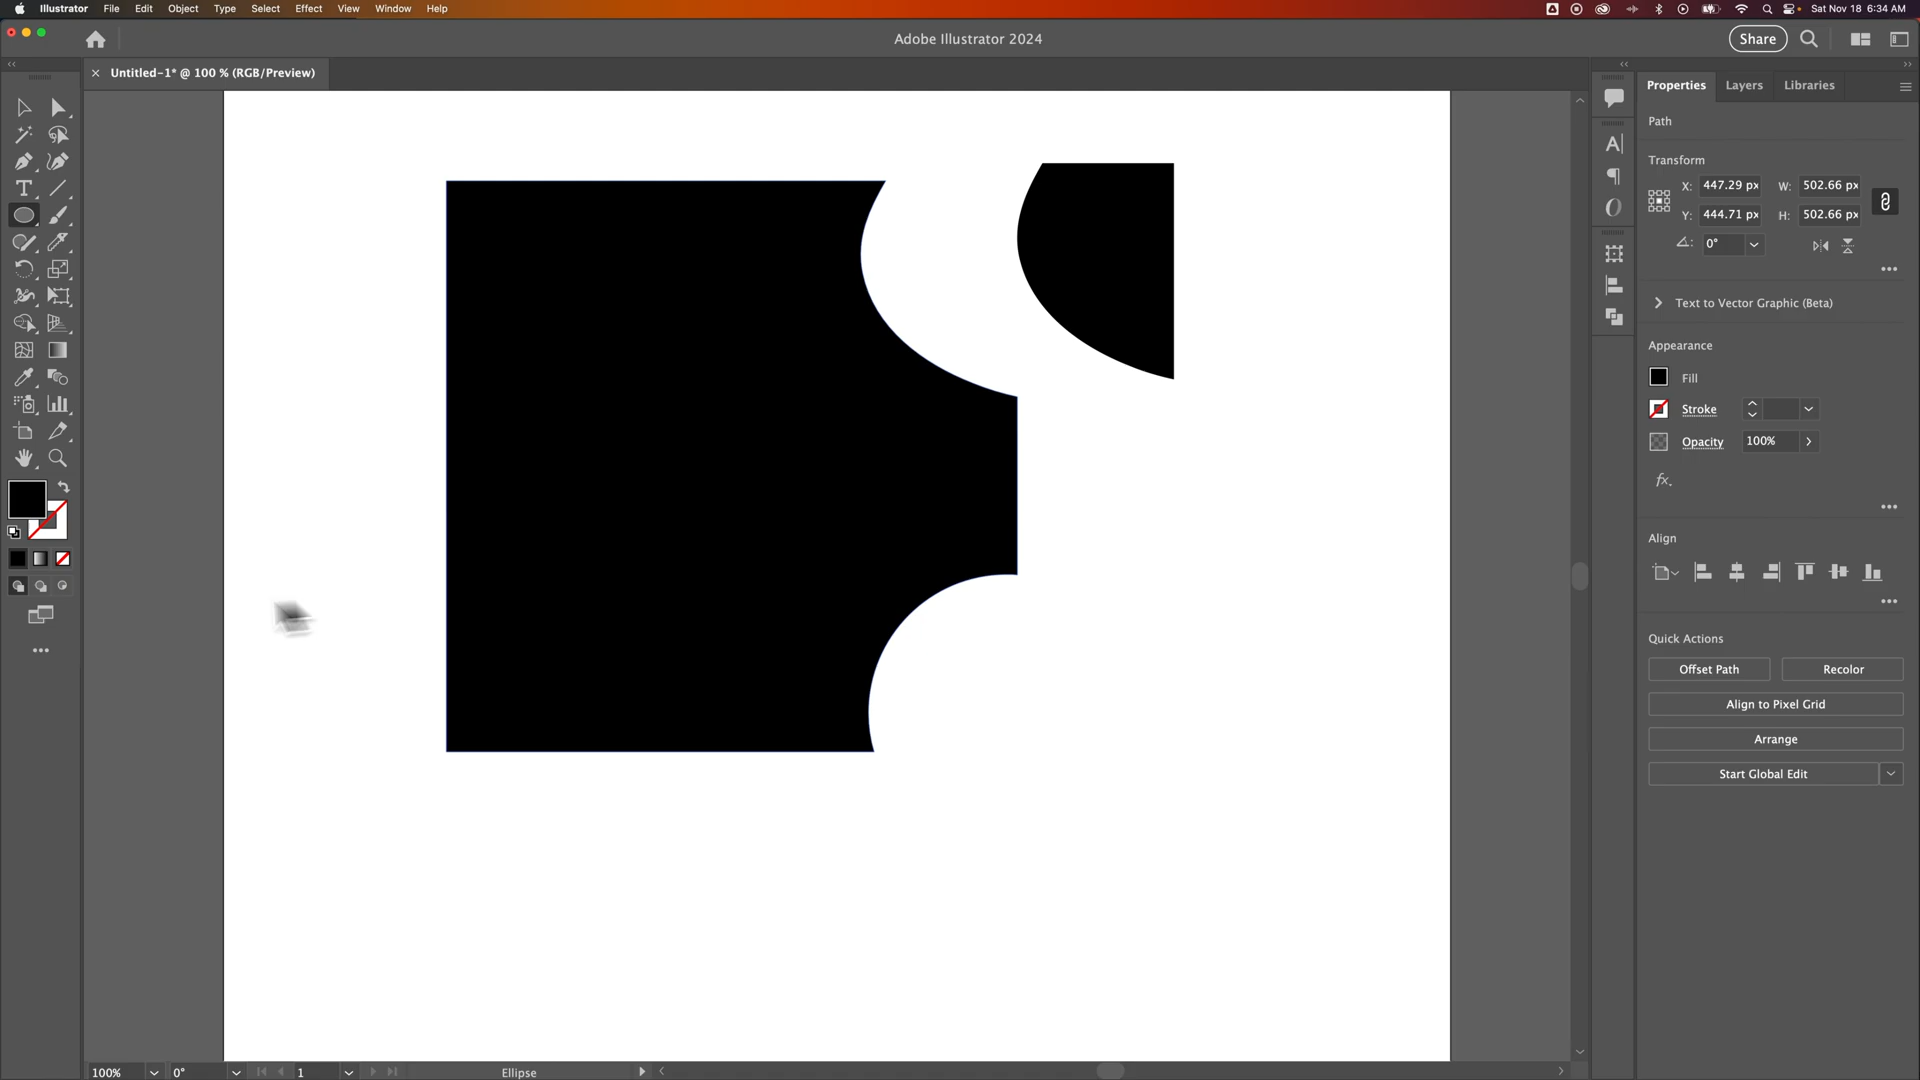 Illustrator File Edit Object Type Select Effect View Window Help Sat Nov 18 6:34 AM
Adobe Illustrator 2024 Share
× Untitled-1* @ 100 % (RGB/Preview)
Properties Layers Libraries
Path
Transform
X: 447.29 px W: 502.66 px
Y: 444.71 px H: 502.66 px
0°
Text to Vector Graphic (Beta)
Appearance
Fill
Stroke
Opacity 100%
fx.
Align
Quick Actions
Offset Path Recolor
Align to Pixel Grid
Arrange
Start Global Edit
100% 0° 1 Ellipse